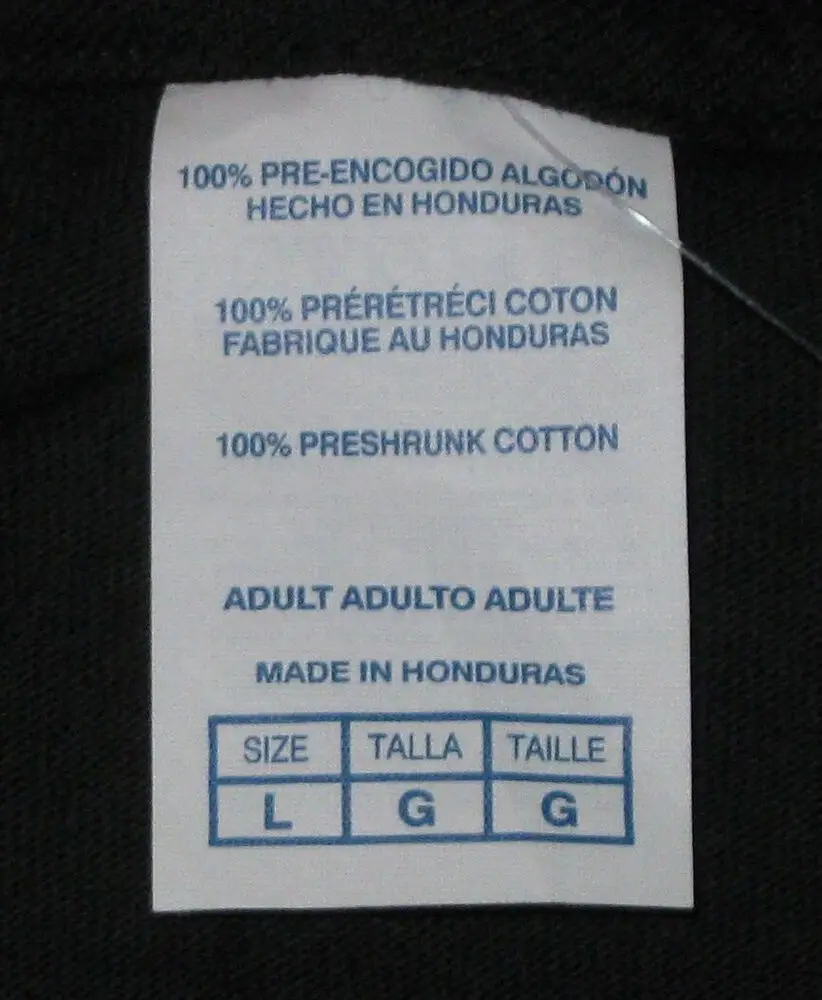 100% PRE-ENCOGIDO ALGODÓN
HECHO EN HONDURAS
100% PRÉRÉTRÉCI COTON
FABRIQUE AU HONDURAS
100% PRESHRUNK COTTON
ADULT ADULTO ADULTE
MADE IN HONDURAS
SIZE TALLA TAILLE
L G G